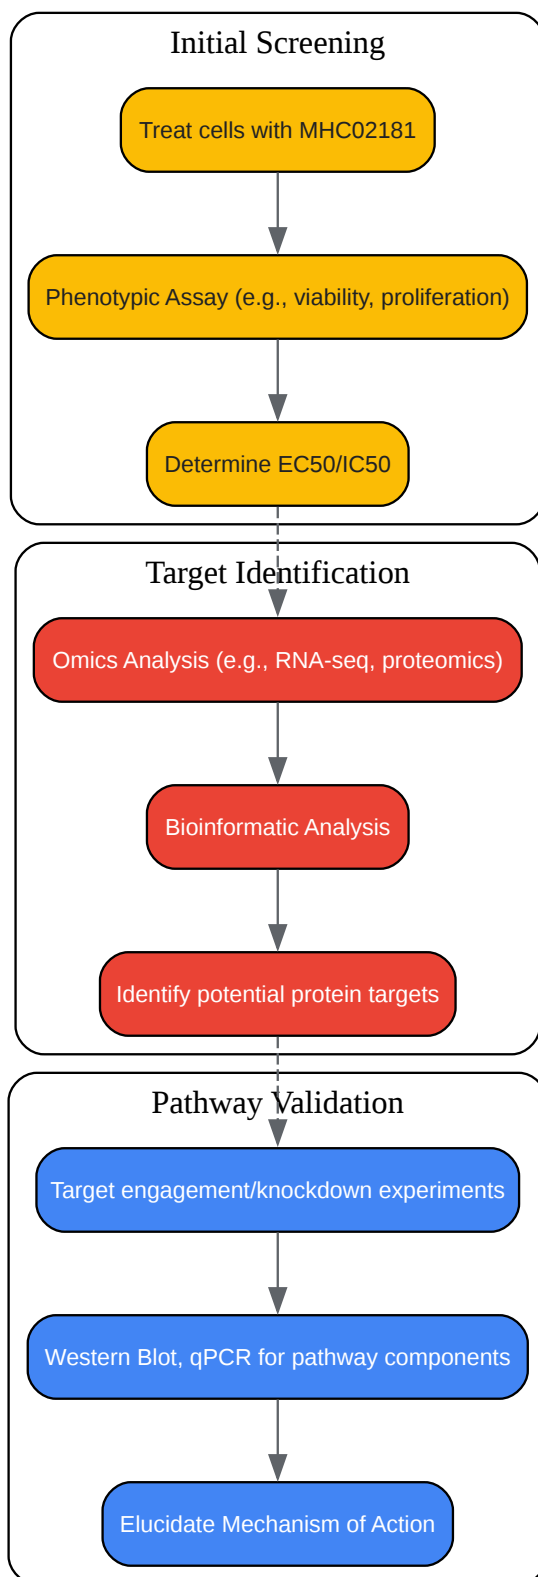 Initial Screening
Treat cells with MHC02181
Phenotypic Assay (e.g., viability, proliferation)
Determine EC50/IC50
Target Identification
Omics Analysis (e.g., RNA-seq, proteomics)
Bioinformatic Analysis
Identify potential protein targets
Pathway Validation
Target engagement/knockdown experiments
Western Blot, qPCR for pathway components
Elucidate Mechanism of Action